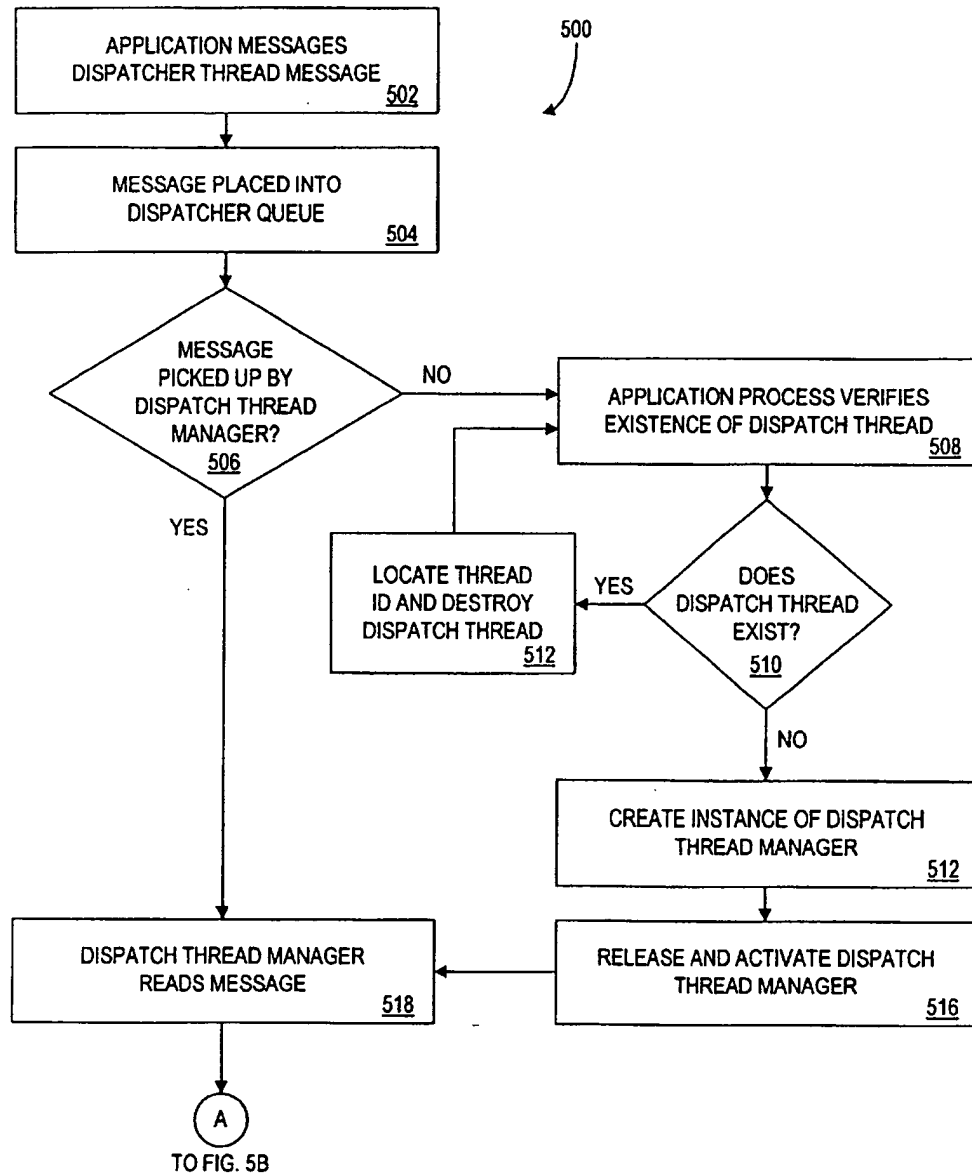 APPLICATION MESSAGES
DISPATCHER THREAD MESSAGE
502
500
MESSAGE PLACED INTO
DISPATCHER QUEUE
504
MESSAGE
PICKED UP BY
DISPATCH THREAD
MANAGER?
506
NO
YES
APPLICATION PROCESS VERIFIES
EXISTENCE OF DISPATCH THREAD
508
DOES
DISPATCH THREAD
EXIST?
510
YES
NO
LOCATE THREAD
ID AND DESTROY
DISPATCH THREAD
512
CREATE INSTANCE OF DISPATCH
THREAD MANAGER
512
RELEASE AND ACTIVATE DISPATCH
THREAD MANAGER
516
DISPATCH THREAD MANAGER
READS MESSAGE
518
A
TO FIG. 5B